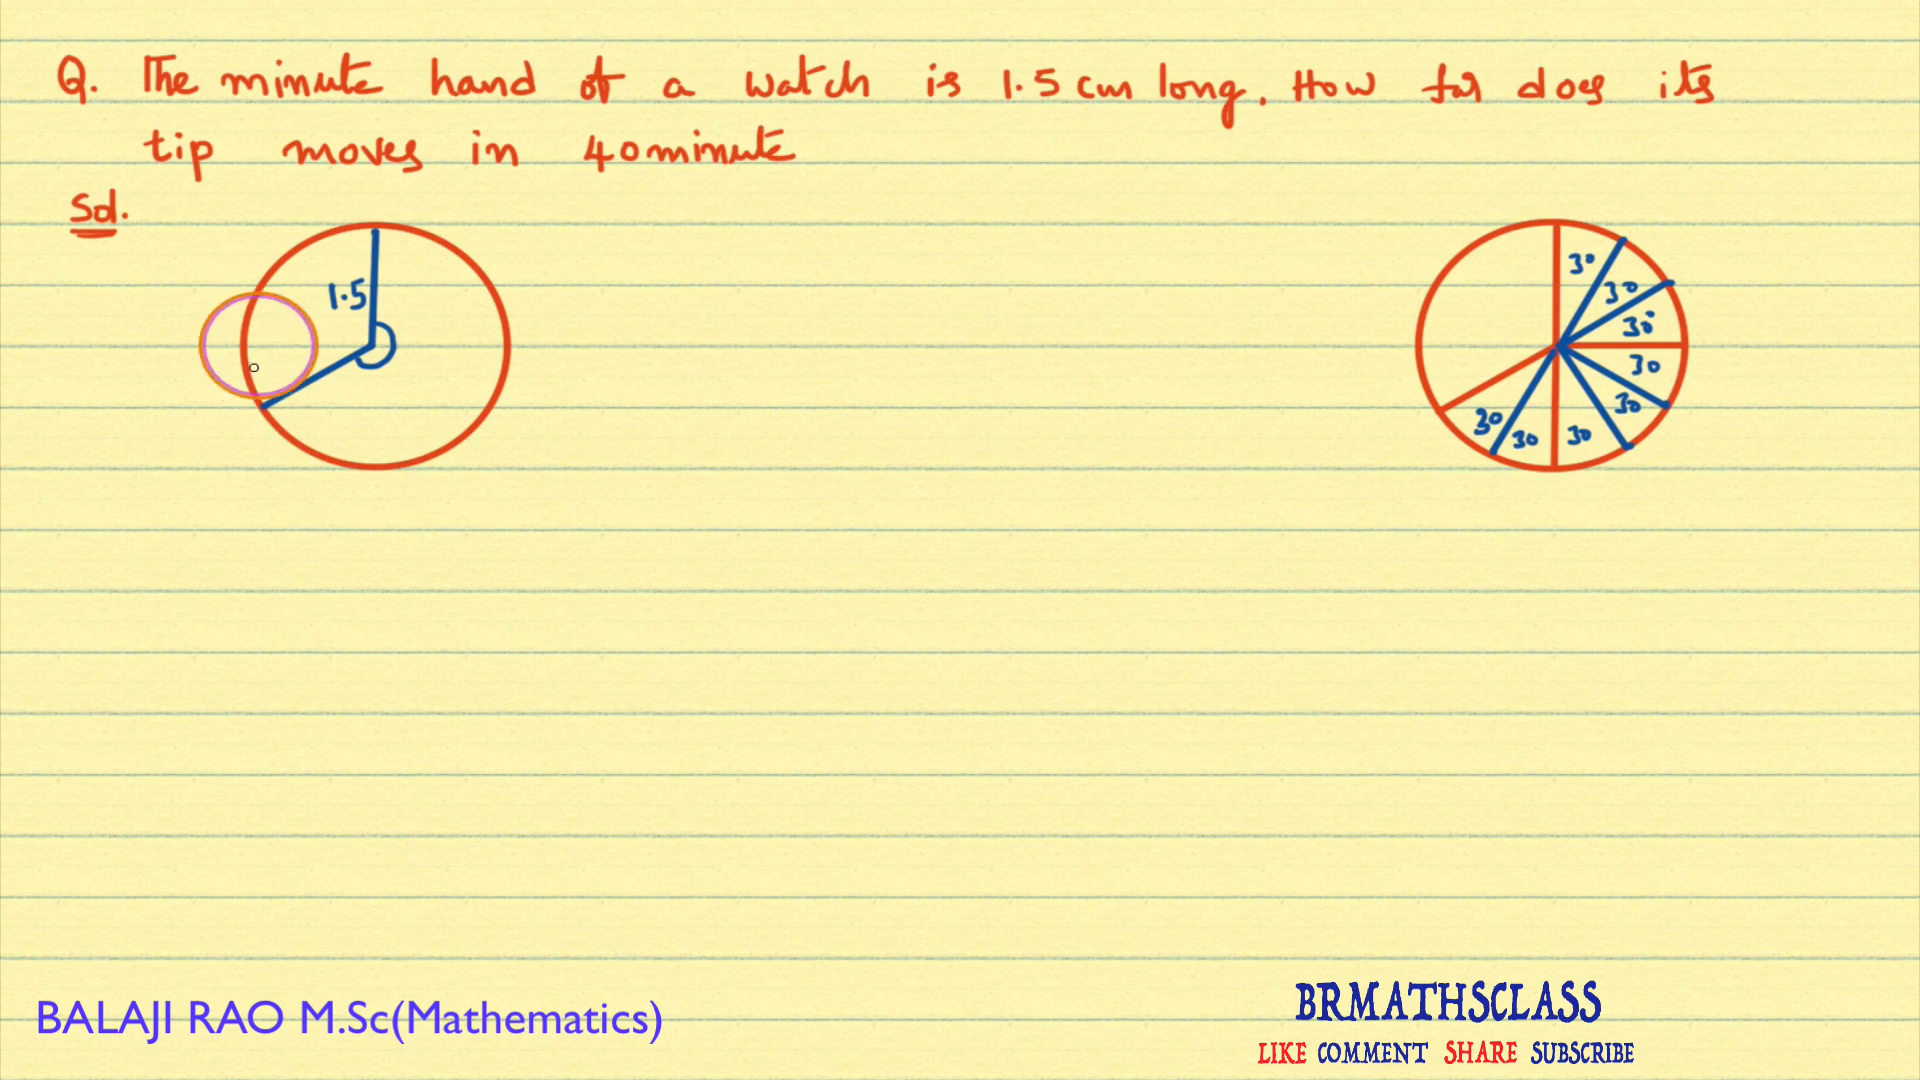 Q. The minute hand of a watch is 1.5 cm long. How far does its
tip moves in 40 minute
Sol.
1.5
30
30
30°
30
30
30
30
30
BALAJI RAO M.Sc(Mathematics)
BRMATHSCLASS
LIKE COMMENT SHARE SUBSCRIBE